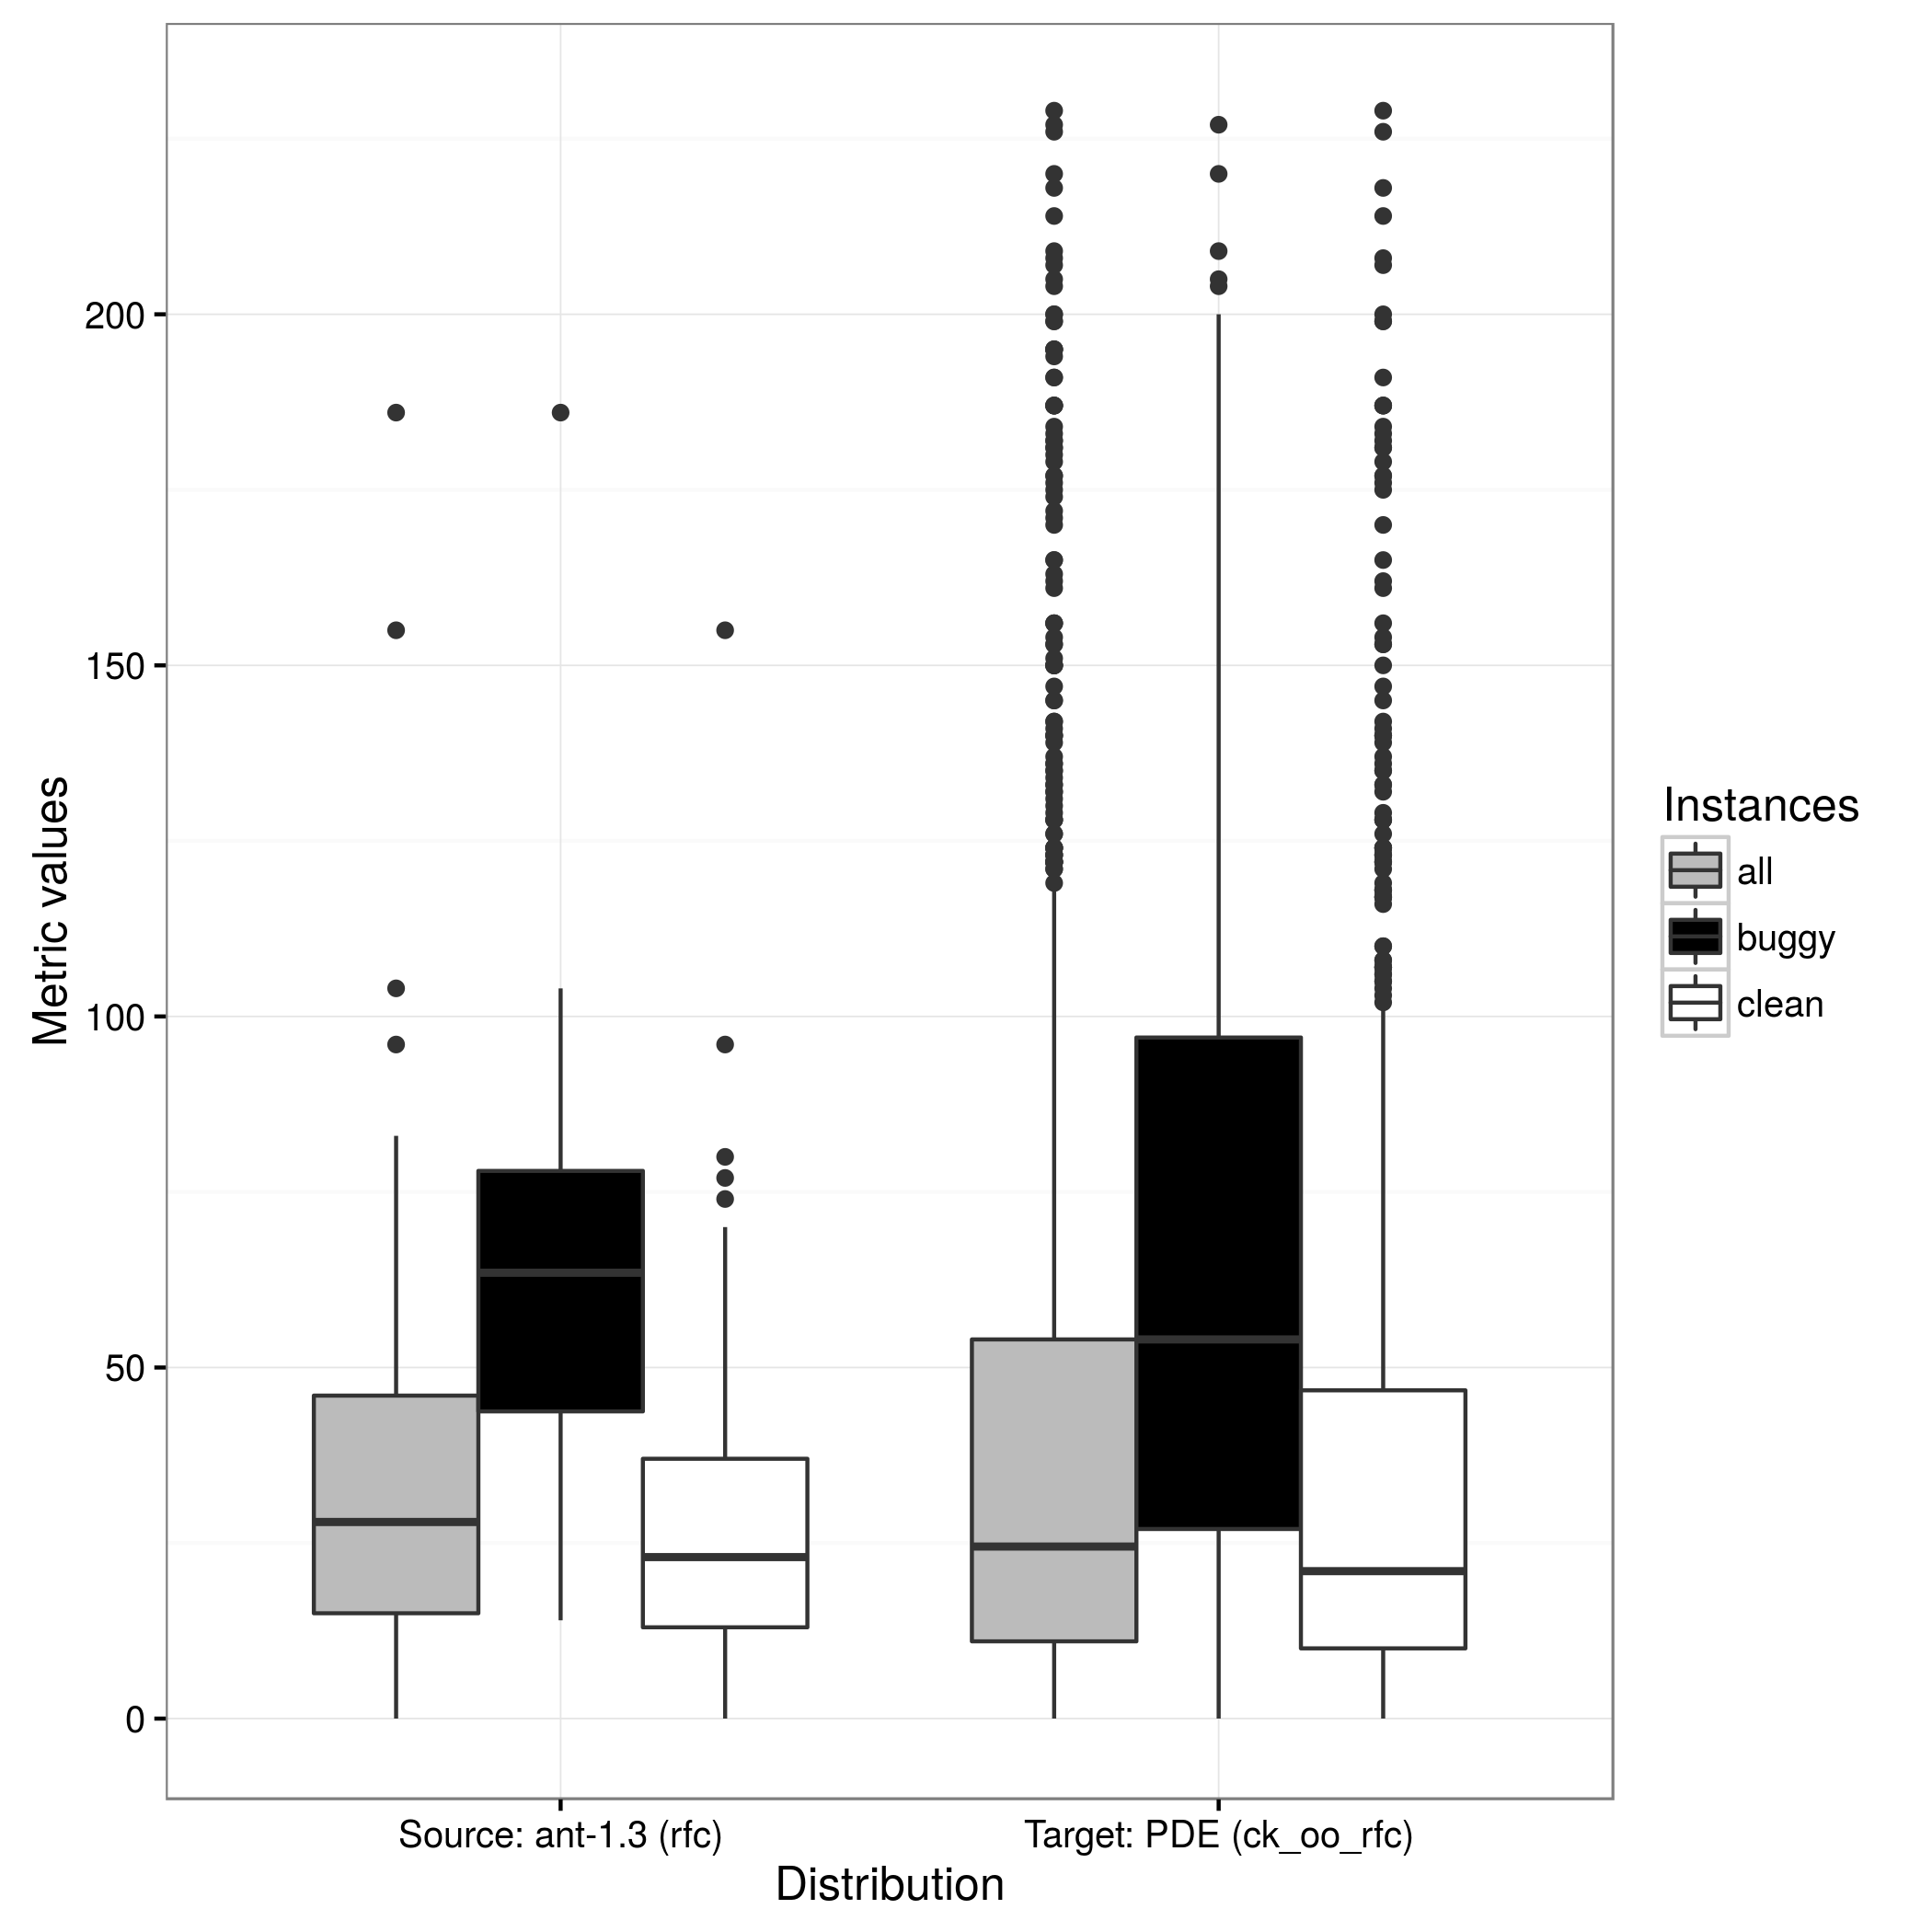 Metric values
200
150
100
50
0
Source: ant-1.3 (rfc)
Target: PDE (ck_oo_rfc)
Distribution
Instances
all
buggy
clean